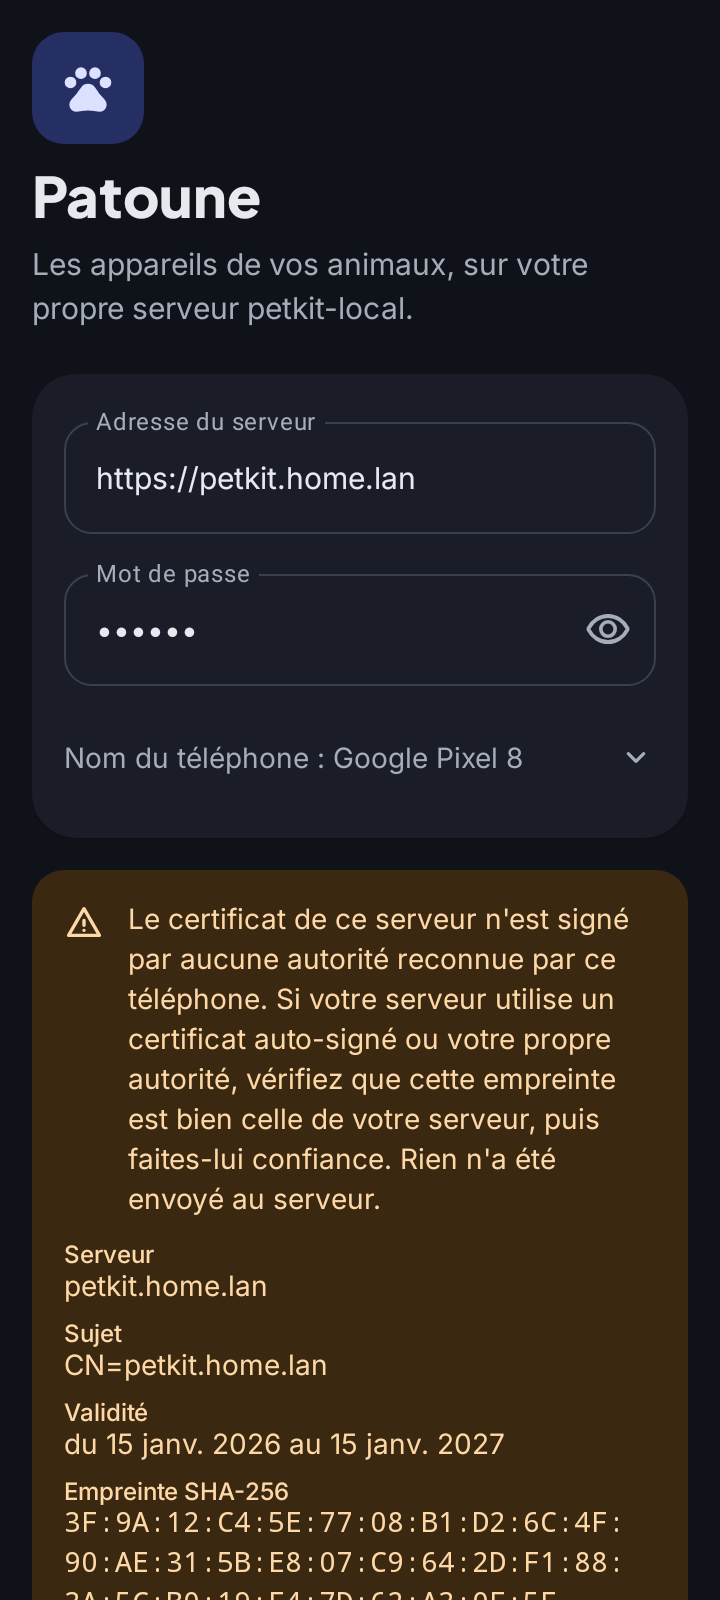 Patoune
Les appareils de vos animaux, sur votre
propre serveur petkit-local.
Adresse du serveur
https://petkit.home.lan
Mot de passe
••••••
Nom du téléphone : Google Pixel 8
Le certificat de ce serveur n'est signé
par aucune autorité reconnue par ce
téléphone. Si votre serveur utilise un
certificat auto-signé ou votre propre
autorité, vérifiez que cette empreinte
est bien celle de votre serveur, puis
faites-lui confiance. Rien n'a été
envoyé au serveur.
Serveur
petkit.home.lan
Sujet
CN=petkit.home.lan
Validité
du 15 janv. 2026 au 15 janv. 2027
Empreinte SHA-256
3F:9A:12:C4:5E:77:08:B1:D2:6C:4F:
90:AE:31:5B:E8:07:C9:64:2D:F1:88: